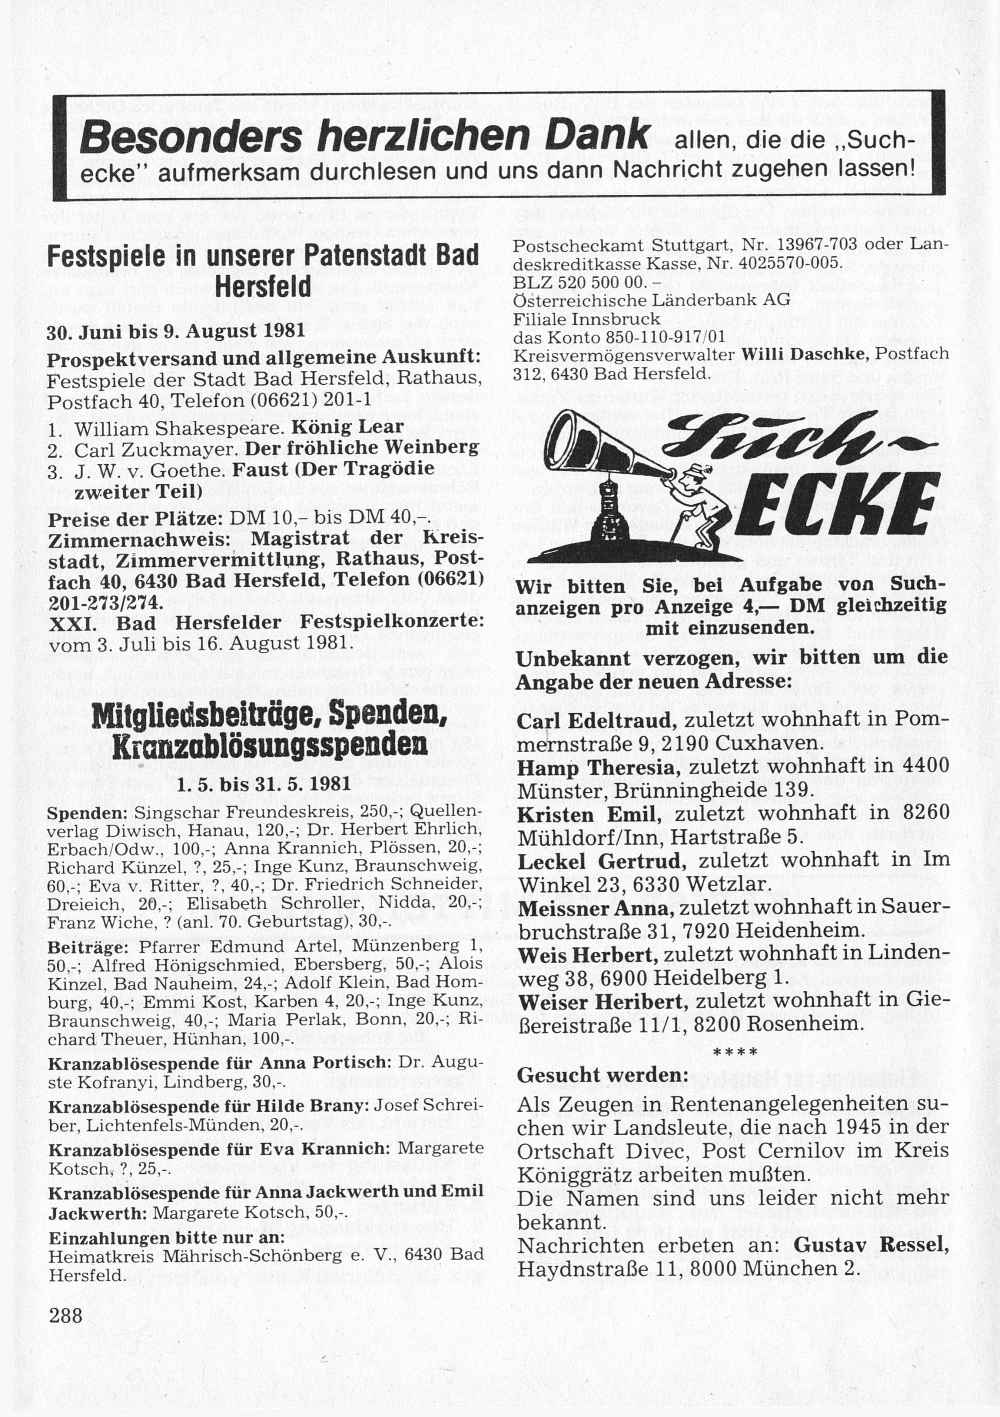 Besonders herzlichen Dank allen, die die „Such-
ecke" aufmerksam durchlesen und uns dann Nachricht zugehen lassen!
Festspiele in unserer Patenstadt Bad
Hersfeld
30. Juni bis 9. August 1981
Prospektversand und allgemeine Auskunft:
Festspiele der Stadt Bad Hersfeld, Rathaus,
Postfach 40, Telefon (06621) 201-1
1. William Shakespeare. König Lear
2. Carl Zuckmayer. Der fröhliche Weinberg
3. J. W. v. Goethe. Faust (Der Tragödie
zweiter Teil)
Preise der Plätze: DM 10,- bis DM 40,-.
Zimmernachweis: Magistrat der Kreis-
stadt, Zimmervermittlung, Rathaus, Post-
fach 40, 6430 Bad Hersfeld, Telefon (06621)
201-273/274.
XXI. Bad Hersfelder Festspielkonzerte:
vom 3. Juli bis 16. August 1981.
Mitgliedsbeiträge, Spenden,
Kranzablösungsspenden
1. 5. bis 31. 5. 1981
Spenden: Singschar Freundeskreis, 250,-; Quellen-
verlag Diwisch, Hanau, 120,-; Dr. Herbert Ehrlich,
Erbach/Odw., 100,-; Anna Krannich, Plössen, 20,-;
Richard Künzel, ?, 25,-; Inge Kunz, Braunschweig,
60,-; Eva v. Ritter, ?, 40,-; Dr. Friedrich Schneider,
Dreieich, 20,-; Elisabeth Schroller, Nidda, 20,-;
Franz Wiche, ? (anl. 70. Geburtstag), 30,-.
Beiträge: Pfarrer Edmund Artel, Münzenberg 1,
50,-; Alfred Hönigschmied, Ebersberg, 50,-; Alois
Kinzel, Bad Nauheim, 24,-; Adolf Klein, Bad Hom-
burg, 40,-; Emmi Kost, Karben 4, 20,-; Inge Kunz,
Braunschweig, 40,-; Maria Perlak, Bonn, 20,-; Ri-
chard Theuer, Hünhan, 100,-.
Kranzablösespende für Anna Portisch: Dr. Augu-
ste Kofranyi, Lindberg, 30,-.
Kranzablösespende für Hilde Brany: Josef Schrei-
ber, Lichtenfels-Münden, 20,-.
Kranzablösespende für Eva Krannich: Margarete
Kotsch, ?, 25,-.
Kranzablösespende für Anna Jackwerth und Emil
Jackwerth: Margarete Kotsch, 50,-.
Einzahlungen bitte nur an:
Heimatkreis Mährisch-Schönberg e. V., 6430 Bad
Hersfeld.
288
Postscheckamt Stuttgart, Nr. 13967-703 oder Lan-
deskreditkasse Kasse, Nr. 4025570-005.
BLZ 520 500 00. –
Österreichische Länderbank AG
Filiale Innsbruck
das Konto 850-110-917/01
Kreisvermögensverwalter Willi Daschke, Postfach
312, 6430 Bad Hersfeld.
Such-
ECKE
Wir bitten Sie, bei Aufgabe von Such-
anzeigen pro Anzeige 4,— DM gleichzeitig
mit einzusenden.
Unbekannt verzogen, wir bitten um die
Angabe der neuen Adresse:
Carl Edeltraud, zuletzt wohnhaft in Pom-
mernstraße 9, 2190 Cuxhaven.
Hamp Theresia, zuletzt wohnhaft in 4400
Münster, Brünningheide 139.
Kristen Emil, zuletzt wohnhaft in 8260
Mühldorf/Inn, Hartstraße 5.
Leckel Gertrud, zuletzt wohnhaft in Im
Winkel 23, 6330 Wetzlar.
Meissner Anna, zuletzt wohnhaft in Sauer-
bruchstraße 31, 7920 Heidenheim.
Weis Herbert, zuletzt wohnhaft in Linden-
weg 38, 6900 Heidelberg 1.
Weiser Heribert, zuletzt wohnhaft in Gie-
ßereistraße 11/1, 8200 Rosenheim.
****
Gesucht werden:
Als Zeugen in Rentenangelegenheiten su-
chen wir Landsleute, die nach 1945 in der
Ortschaft Divec, Post Cernilov im Kreis
Königgrätz arbeiten mußten.
Die Namen sind uns leider nicht mehr
bekannt.
Nachrichten erbeten an: Gustav Ressel,
Haydnstraße 11, 8000 München 2.